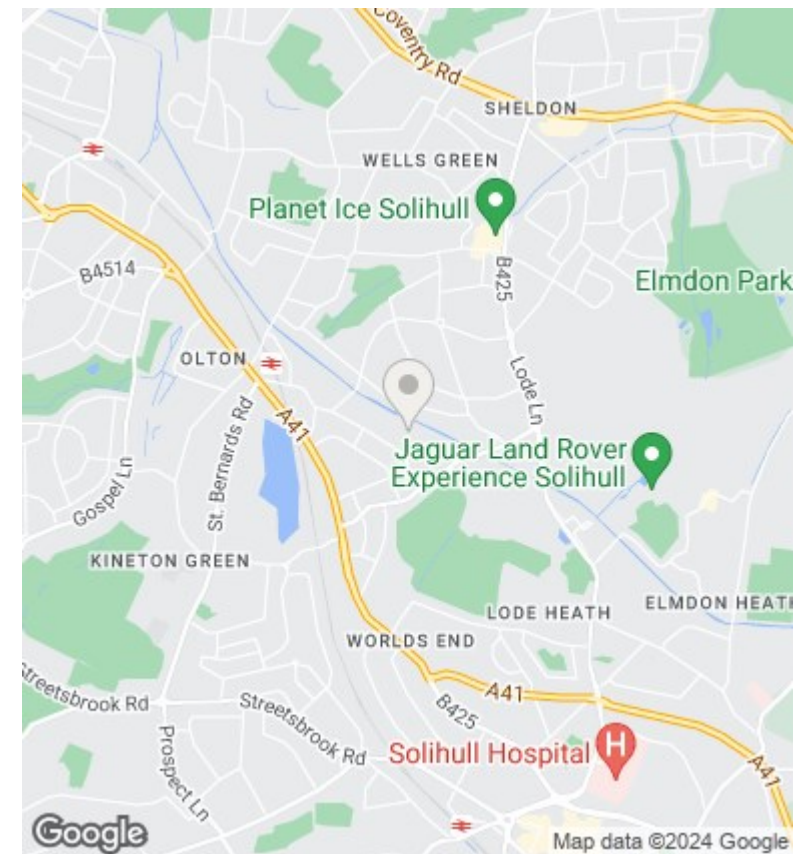 Coventry Rd
SHELDON
WELLS GREEN
Planet Ice Solihull
B4514
B425
Elmdon Park
OLTON
Lode Ln
St. Bernards Rd
A41
Jaguar Land Rover
Experience Solihull
Gospel Ln
KINETON GREEN
LODE HEATH
ELMDON HEATH
WORLDS END
Streetsbrook Rd
A41
B425
Streetsbrook Rd
Prospect Ln
Solihull Hospital
H
A41
Google
Map data ©2024 Google